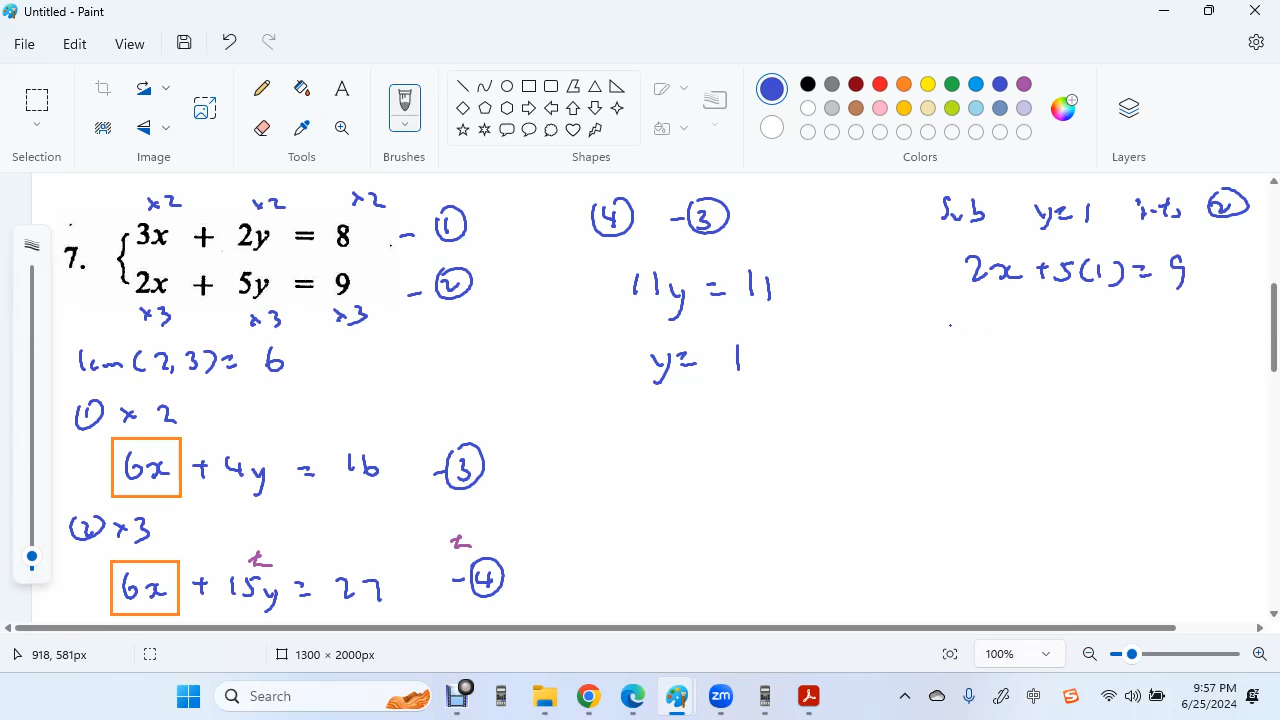 Untitled - Paint
File Edit View
Selection Image Tools Brushes Shapes Colors Layers
×2 ×2 ×2
7. { 3x + 2y = 8 - ①
2x + 5y = 9 - ②
×3 ×3 ×3
lcm(2,3) = 6
① × 2
6x + 4y = 16 - ③
② × 3
6x + 15y = 27 - ④
④ - ③
11y = 11
y = 1
Sub y=1 into ②
2x + 5(1) = 9
918, 581px
1300 × 2000px
100%
Search
zm
中
9:57 PM
6/25/2024